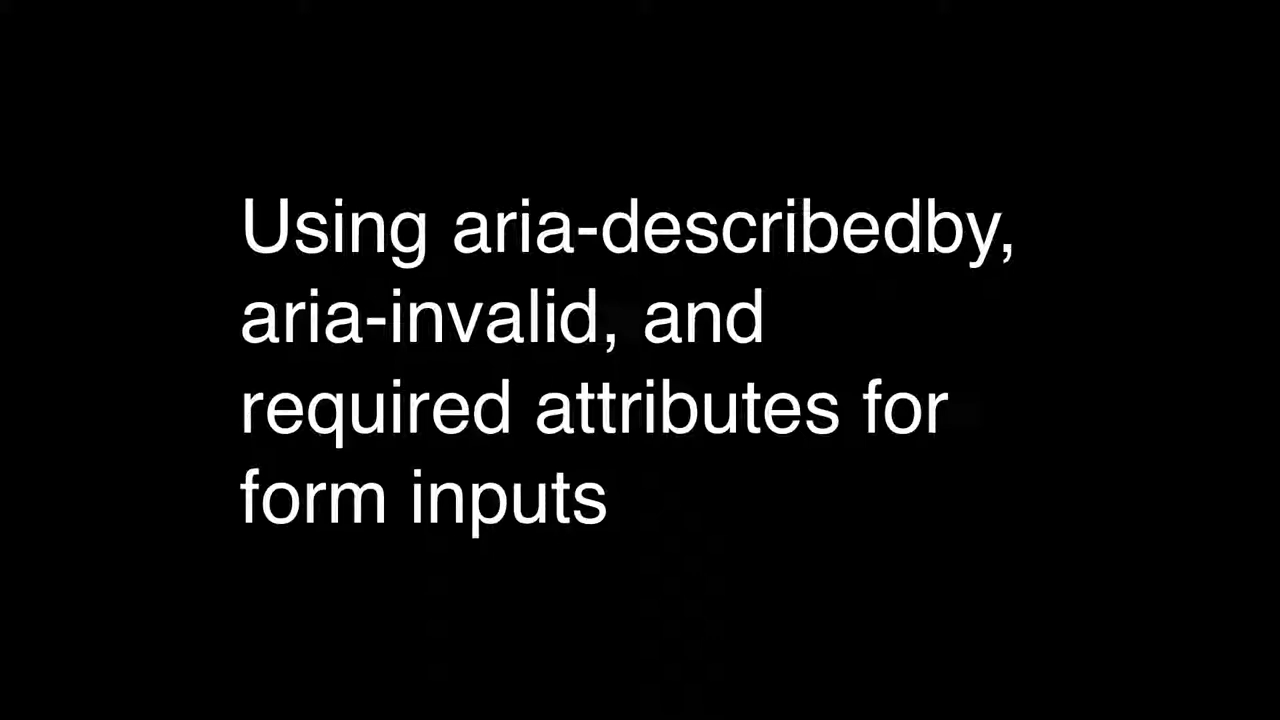 Using aria-describedby,
aria-invalid, and
required attributes for
form inputs